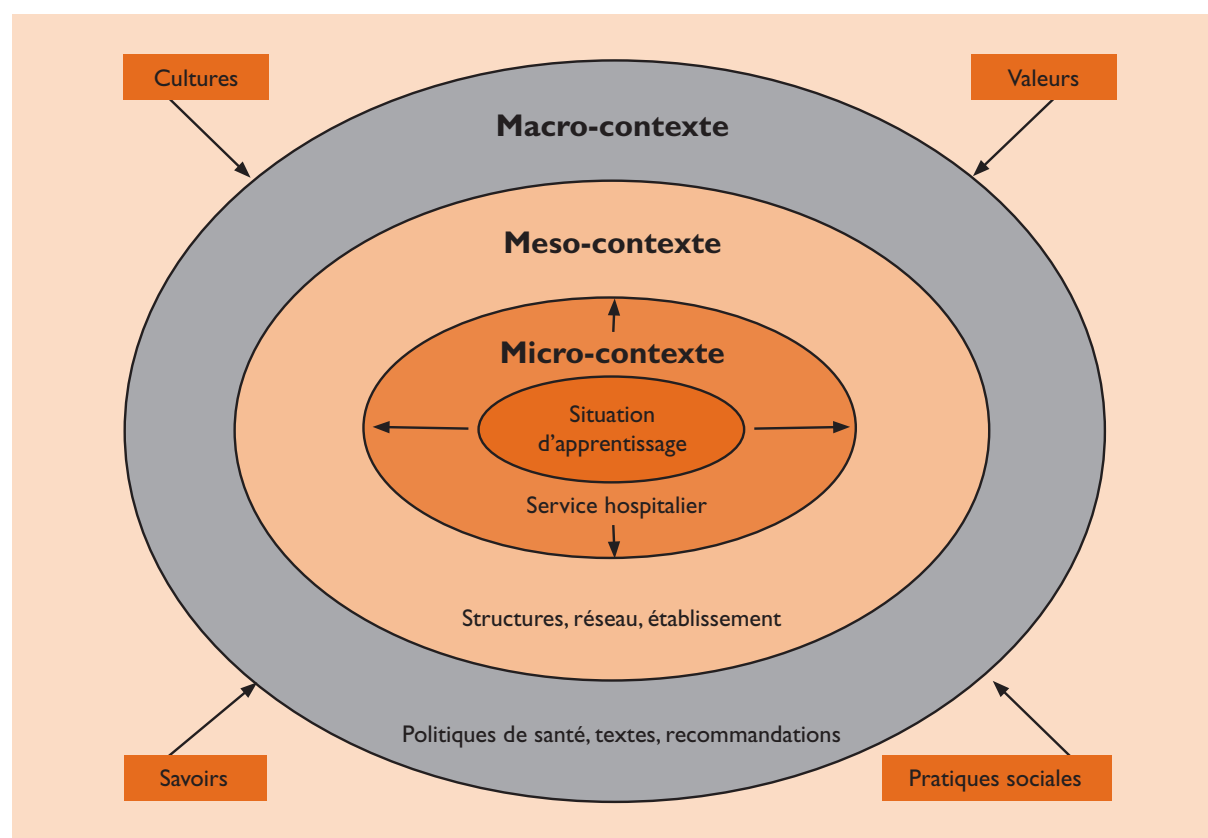 Cultures
Valeurs
Macro-contexte
Meso-contexte
Micro-contexte
Situation
d’apprentissage
Service hospitalier
Structures, réseau, établissement
Politiques de santé, textes, recommandations
Savoirs
Pratiques sociales